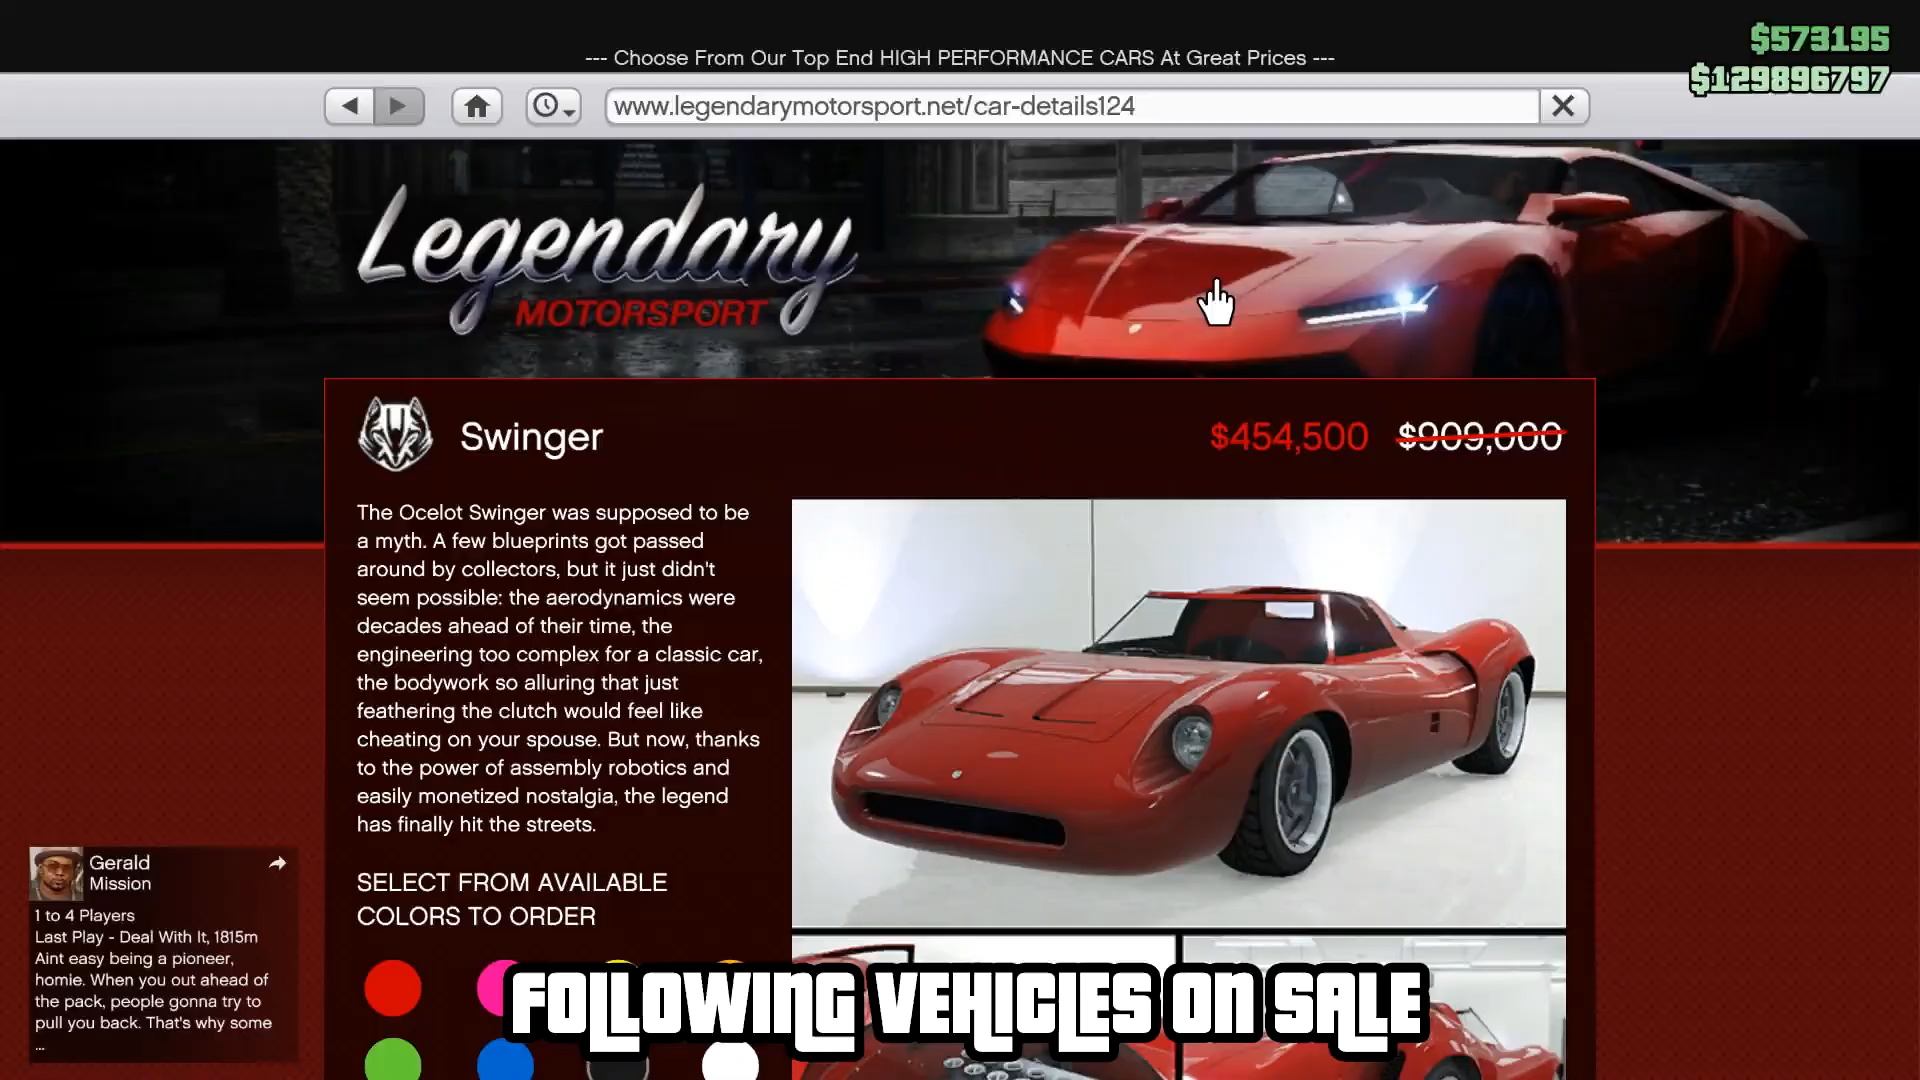 $573195
--- Choose From Our Top End HIGH PERFORMANCE CARS At Great Prices ---
$129896797
www.legendarymotorsport.net/car-details124
Legendary
MOTORSPORT
Swinger
$454,500 $909,000
The Ocelot Swinger was supposed to be
a myth. A few blueprints got passed
around by collectors, but it just didn't
seem possible: the aerodynamics were
decades ahead of their time, the
engineering too complex for a classic car,
the bodywork so alluring that just
feathering the clutch would feel like
cheating on your spouse. But now, thanks
to the power of assembly robotics and
easily monetized nostalgia, the legend
has finally hit the streets.
SELECT FROM AVAILABLE
COLORS TO ORDER
Gerald
Mission
1 to 4 Players
Last Play - Deal With It, 1815m
Aint easy being a pioneer,
homie. When you out ahead of
the pack, people gonna try to
pull you back. That's why some
...
FOLLOWING VEHICLES ON SALE